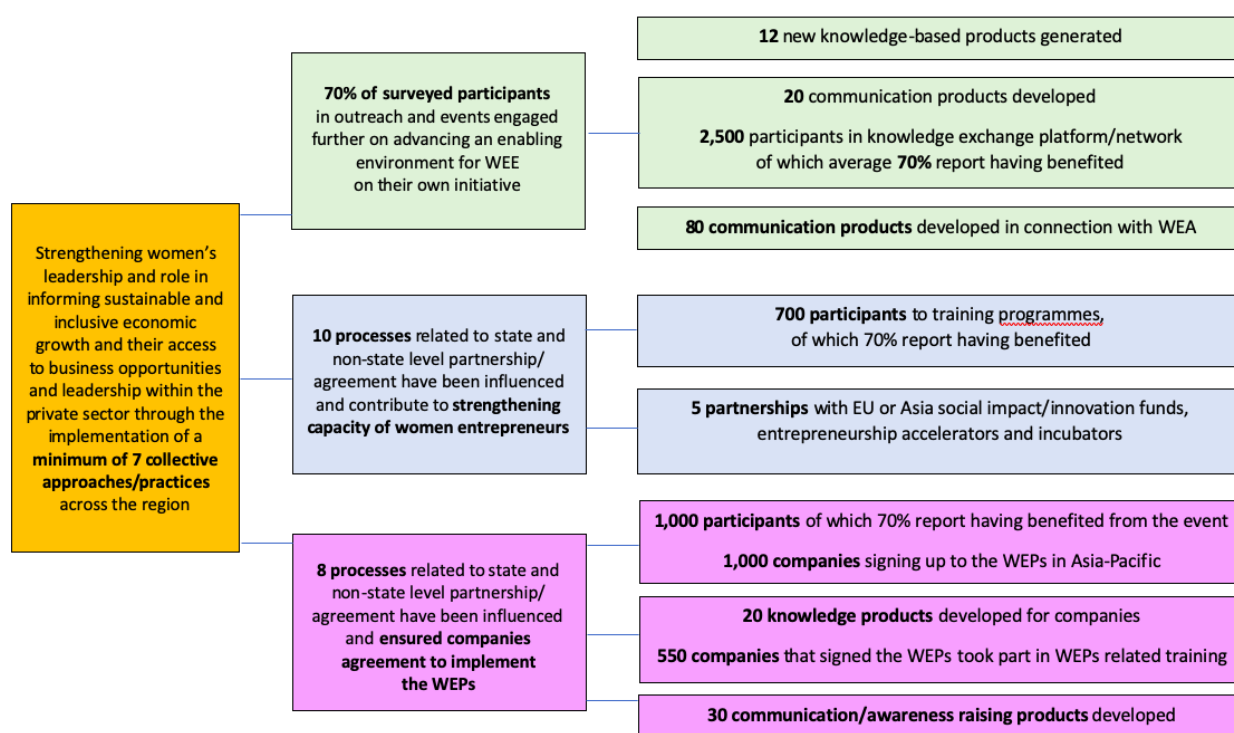 Strengthening women's
leadership and role in
informing sustainable and
inclusive economic
growth and their access
to business opportunities
and leadership within the
private sector through the
implementation of a
minimum of 7 collective
approaches/practices
across the region
70% of surveyed participants
in outreach and events engaged
further on advancing an enabling
environment for WEE
on their own initiative
12 new knowledge-based products generated
20 communication products developed
2,500 participants in knowledge exchange platform/network
of which average 70% report having benefited
80 communication products developed in connection with WEA
10 processes related to state and
non-state level partnership/
agreement have been influenced
and contribute to strengthening
capacity of women entrepreneurs
700 participants to training programmes,
of which 70% report having benefited
5 partnerships with EU or Asia social impact/innovation funds,
entrepreneurship accelerators and incubators
8 processes related to state and
non-state level partnership/
agreement have been influenced
and ensured companies
agreement to implement
the WEPs
1,000 participants of which 70% report having benefited from the event
1,000 companies signing up to the WEPs in Asia-Pacific
20 knowledge products developed for companies
550 companies that signed the WEPs took part in WEPs related training
30 communication/awareness raising products developed